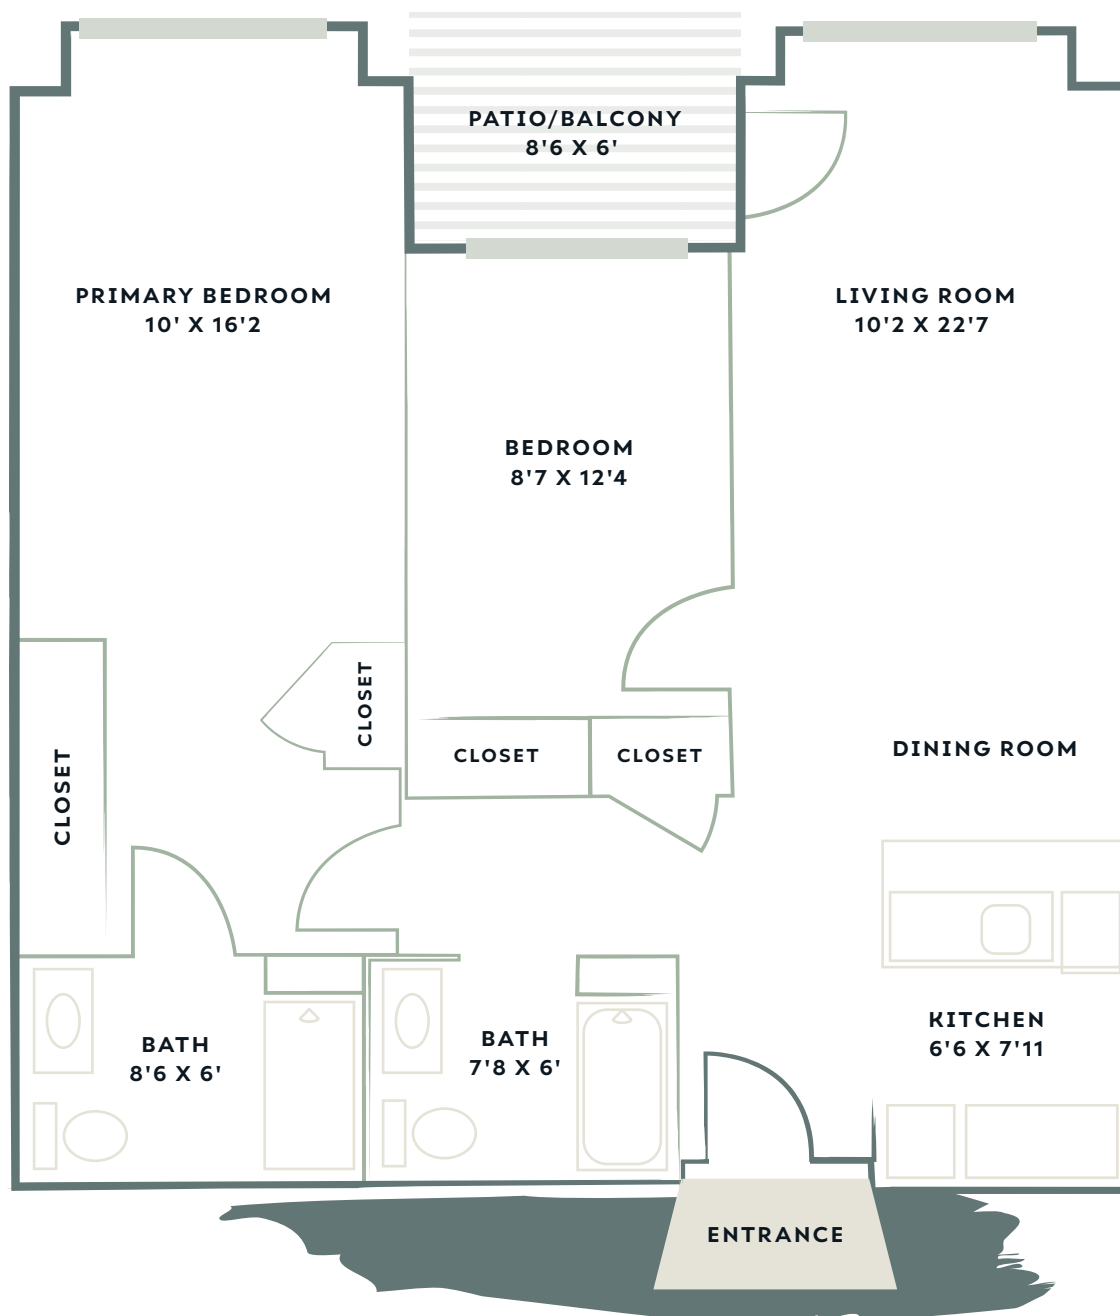 PATIO/BALCONY
8'6 X 6'
PRIMARY BEDROOM
10' X 16'2
LIVING ROOM
10'2 X 22'7
BEDROOM
8'7 X 12'4
CLOSET
CLOSET
CLOSET
CLOSET
DINING ROOM
BATH
8'6 X 6'
BATH
7'8 X 6'
KITCHEN
6'6 X 7'11
ENTRANCE